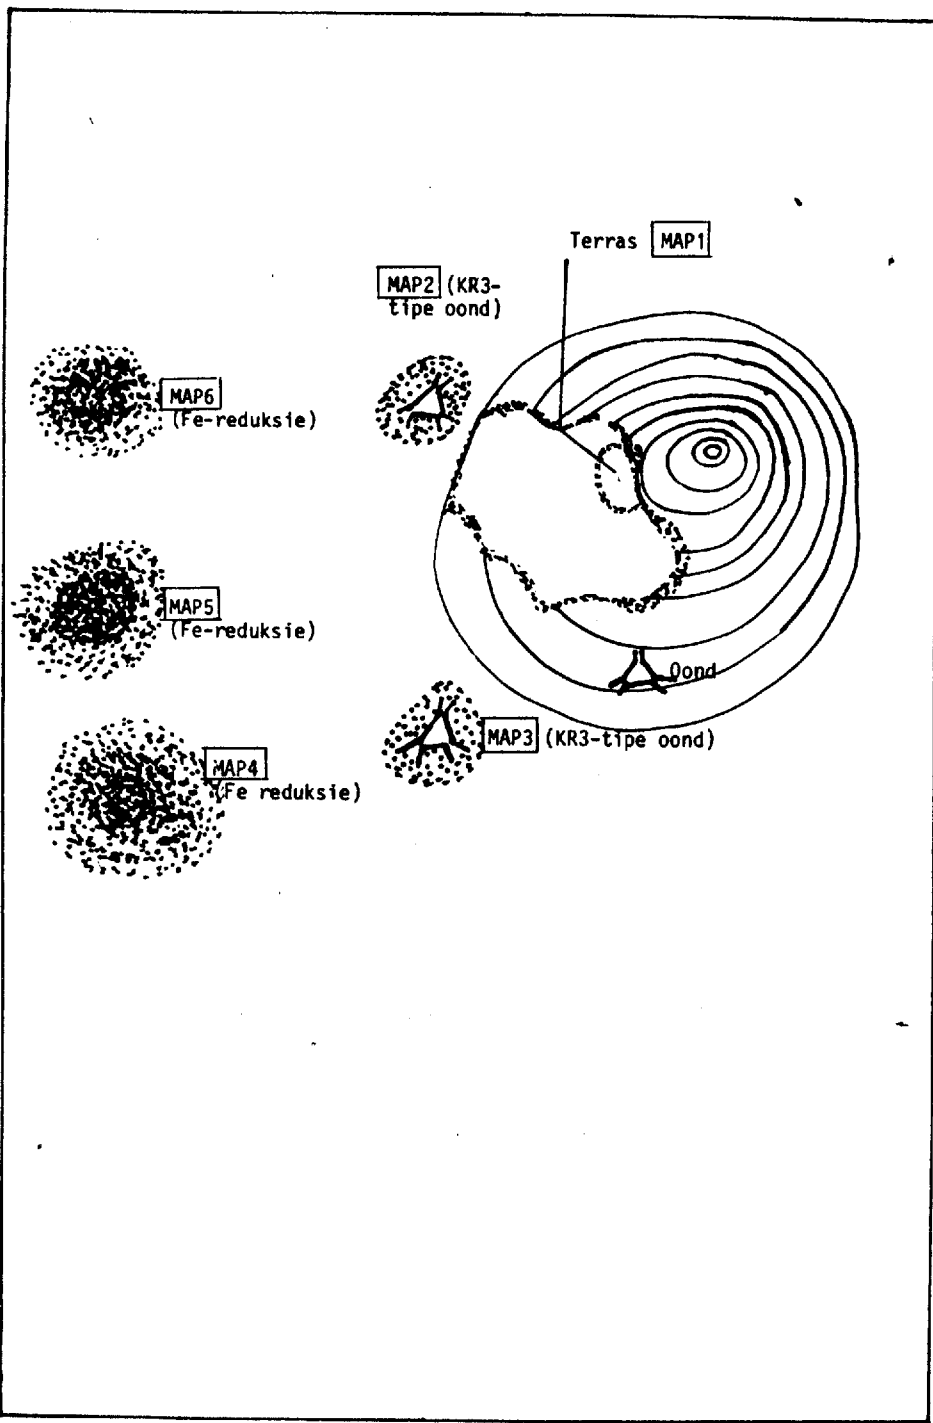 Terras MAP1
MAP2 (KR3-
tipe oond)
MAP6
(Fe-reduksie)
MAP5
(Fe-reduksie)
Oond
MAP3 (KR3-tipe oond)
MAP4
(Fe reduksie)